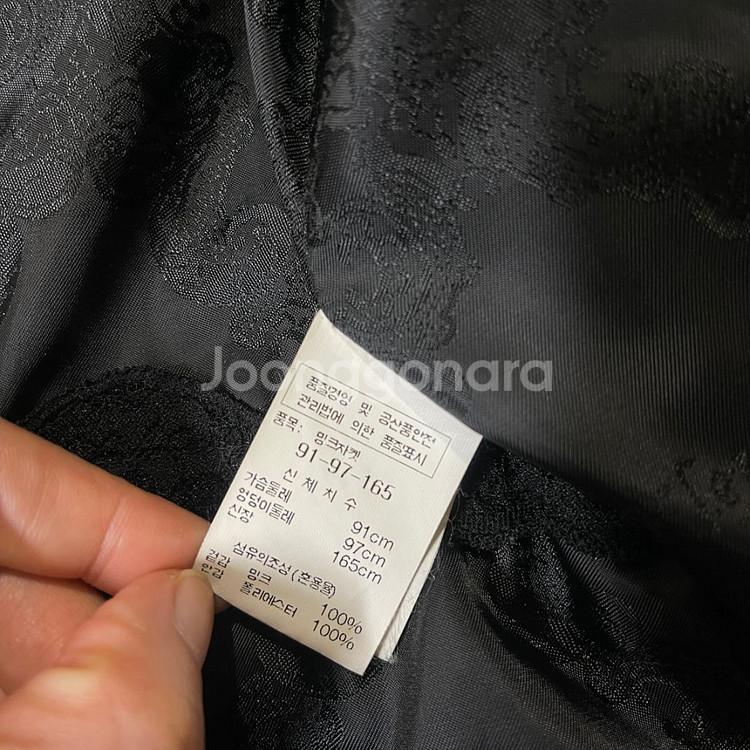 Joongonara
품질경영 및 공산품안전
관리법에 의한 품질표시
품목: 밍크자켓
91-97-165
신체치수
가슴둘레 91cm
엉덩이둘레 97cm
신장 165cm
섬유의조성(혼용율)
겉감 밍크 100%
안감 폴리에스터 100%